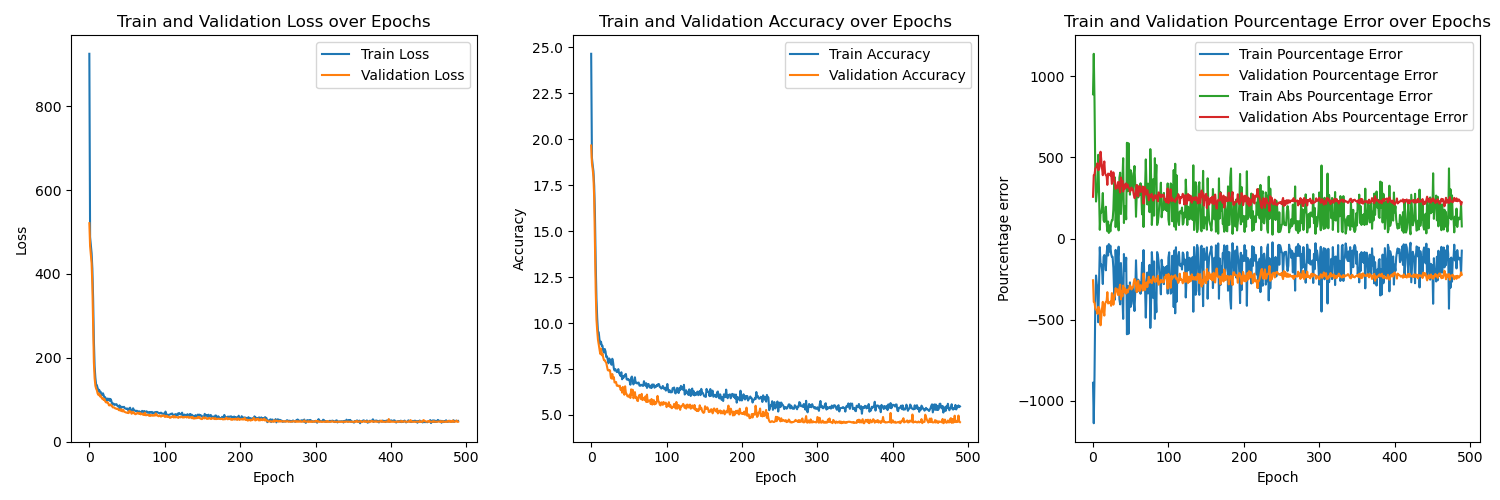 Train and Validation Loss over Epochs
Train Loss
Validation Loss
800
600
400
200
0
Loss
0 100 200 300 400 500
Epoch
Train and Validation Accuracy over Epochs
Train Accuracy
Validation Accuracy
25.0
22.5
20.0
17.5
15.0
12.5
10.0
7.5
5.0
Accuracy
0 100 200 300 400 500
Epoch
Train and Validation Pourcentage Error over Epochs
Train Pourcentage Error
Validation Pourcentage Error
Train Abs Pourcentage Error
Validation Abs Pourcentage Error
1000
500
0
−500
−1000
Pourcentage error
0 100 200 300 400 500
Epoch